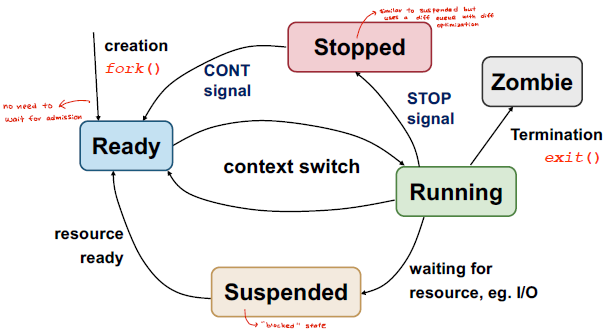 similar to suspended but
uses a diff queue with diff
optimization
Stopped
creation
fork()
CONT
signal
Zombie
STOP
signal
no need to
wait for admission
Termination
exit()
Ready
context switch
Running
resource
ready
waiting for
resource, eg. I/O
Suspended
"blocked" state